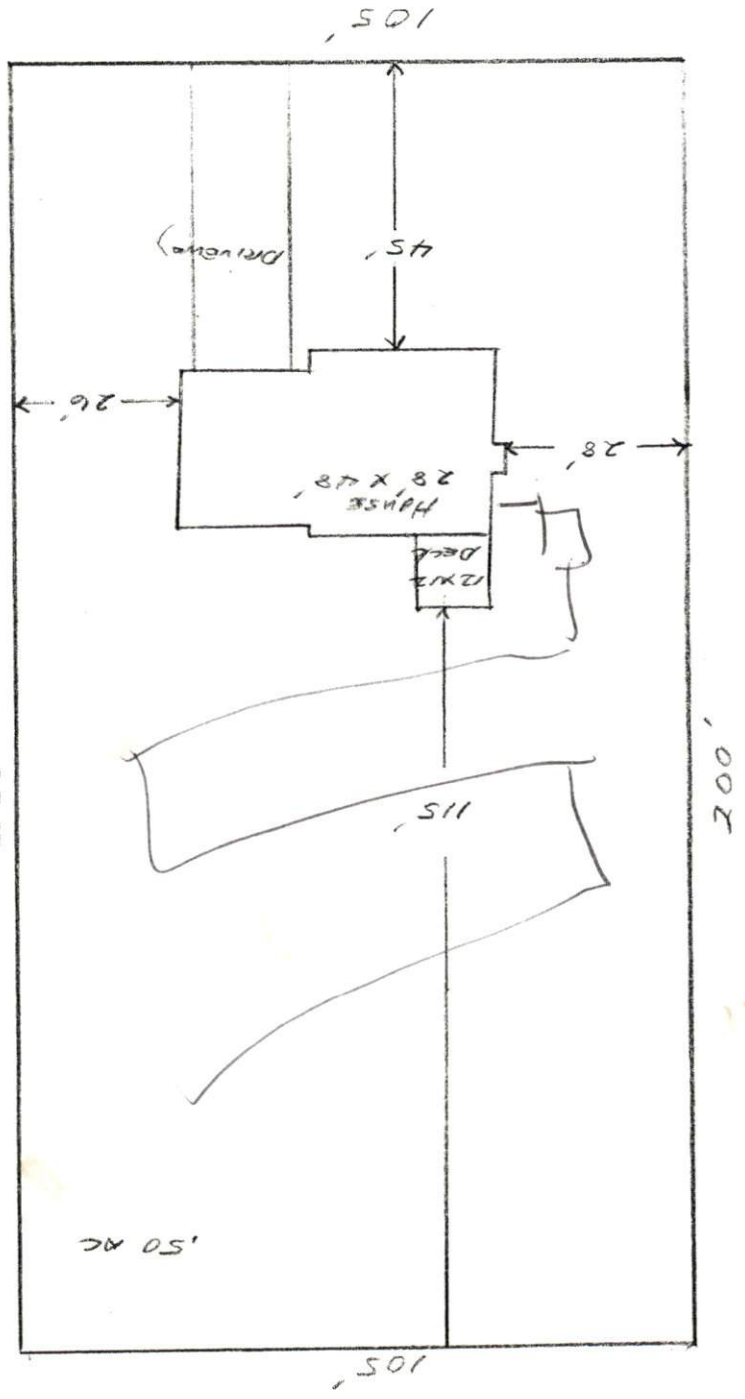 105'
.50 AC
115'
200'
12X12
DECK
HOUSE
28' X 48'
28'
26'
45'
DRIVEWAY
105'